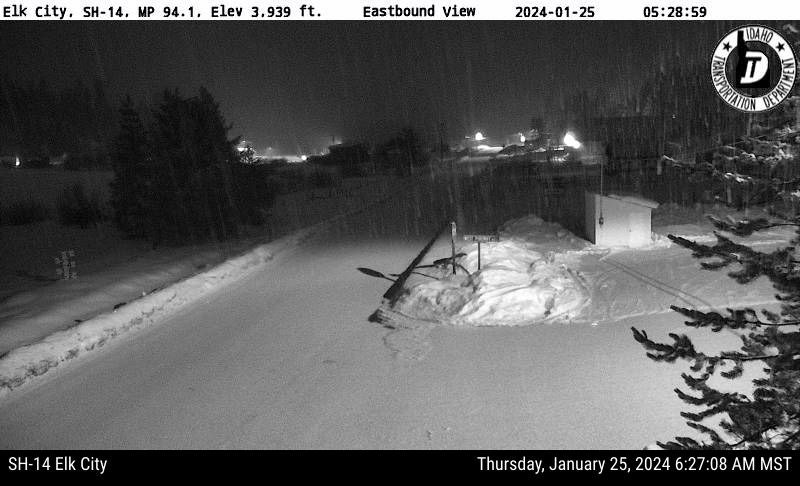 Elk City, SH-14, MP 94.1, Elev 3,939 ft. Eastbound View 2024-01-25 05:28:59
IDAHO
TRANSPORTATION DEPARTMENT
SH-14 Elk City Thursday, January 25, 2024 6:27:08 AM MST